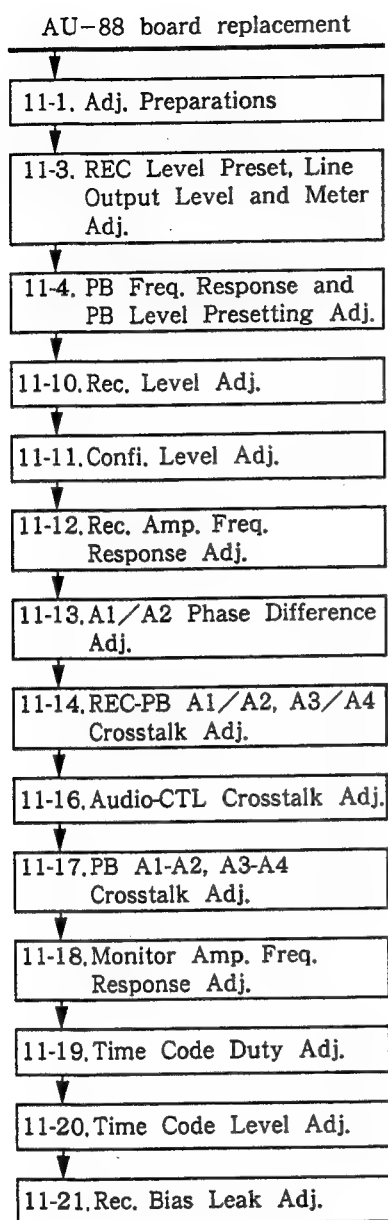 AU-88 board replacement
11-1. Adj. Preparations
11-3. REC Level Preset, Line
Output Level and Meter
Adj.
11-4. PB Freq. Response and
PB Level Presetting Adj.
11-10. Rec. Level Adj.
11-11. Confi. Level Adj.
11-12. Rec. Amp. Freq.
Response Adj.
11-13. A1/A2 Phase Difference
Adj.
11-14. REC-PB A1/A2, A3/A4
Crosstalk Adj.
11-16. Audio-CTL Crosstalk Adj.
11-17. PB A1-A2, A3-A4
Crosstalk Adj.
11-18. Monitor Amp. Freq.
Response Adj.
11-19. Time Code Duty Adj.
11-20. Time Code Level Adj.
11-21. Rec. Bias Leak Adj.